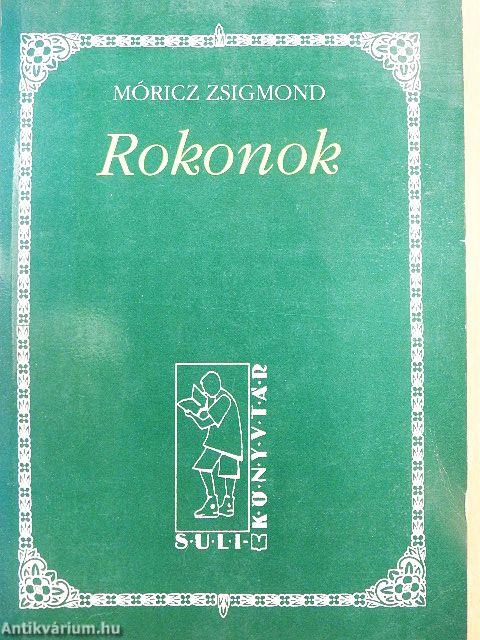 MÓRICZ ZSIGMOND
Rokonok
S·U·L·I-
K·Ö·N·Y·V·T·Á·R
Antikvárium.hu